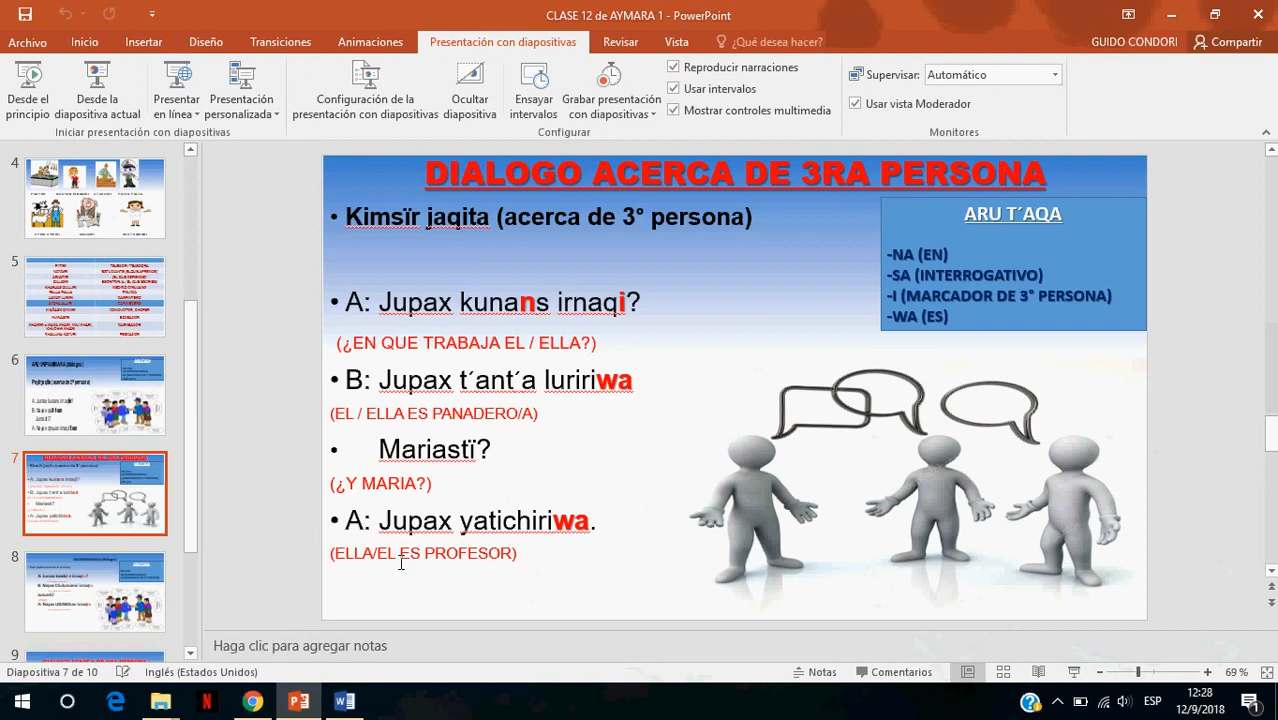 CLASE 12 de AYMARA 1 - PowerPoint
Archivo Inicio Insertar Diseño Transiciones Animaciones Presentación con diapositivas Revisar Vista ¿Qué desea hacer? GUIDO CONDORI Compartir
Desde el principio
Desde la diapositiva actual
Presentar en línea
Presentación personalizada
Iniciar presentación con diapositivas
Configuración de la presentación con diapositivas
Ocultar diapositiva
Ensayar intervalos
Grabar presentación con diapositivas
Reproducir narraciones
Usar intervalos
Mostrar controles multimedia
Configurar
Supervisar: Automático
Usar vista Moderador
Monitores
4
5
6
7
8
9
DIALOGO ACERCA DE 3RA PERSONA
• Kimsïr jaqita (acerca de 3° persona)
ARU T´AQA
-NA (EN)
-SA (INTERROGATIVO)
-I (MARCADOR DE 3° PERSONA)
-WA (ES)
• A: Jupax kunans irnaqi?
(¿EN QUE TRABAJA EL / ELLA?)
• B: Jupax t´ant´a luririwa
(EL / ELLA ES PANADERO/A)
• Mariastï?
(¿Y MARIA?)
• A: Jupax yatichiriwa.
(ELLA/EL ES PROFESOR)
Haga clic para agregar notas
Diapositiva 7 de 10 Inglés (Estados Unidos) Notas Comentarios 69 %
ESP 12:28
12/9/2018